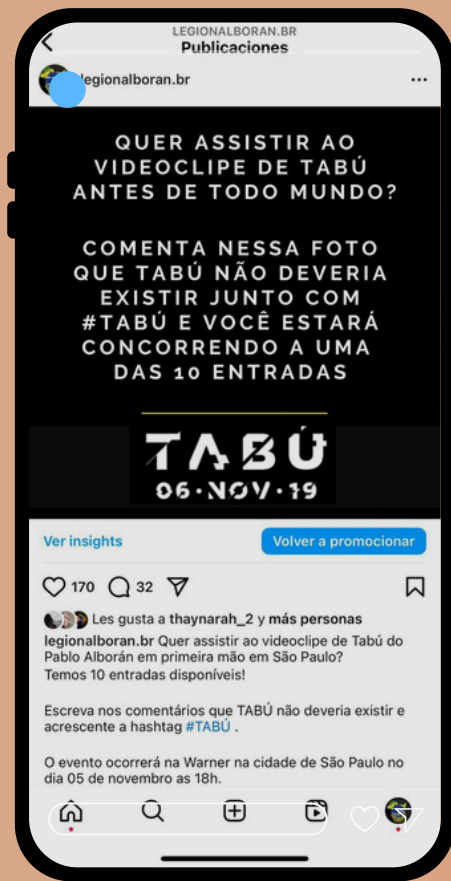 LEGIONALBORAN.BR
Publicaciones
legionalboran.br
QUER ASSISTIR AO
VIDEOCLIPE DE TABÚ
ANTES DE TODO MUNDO?
COMENTA NESSA FOTO
QUE TABÚ NÃO DEVERIA
EXISTIR JUNTO COM
#TABÚ E VOCÊ ESTARÁ
CONCORRENDO A UMA
DAS 10 ENTRADAS
TABÚ
06·NOV·19
Ver insights
Volver a promocionar
170 32
Les gusta a thaynarah_2 y más personas
legionalboran.br Quer assistir ao videoclipe de Tabú do
Pablo Alborán em primeira mão em São Paulo?
Temos 10 entradas disponíveis!
Escreva nos comentários que TABÚ não deveria existir e
acrescente a hashtag #TABÚ .
O evento ocorrerá na Warner na cidade de São Paulo no
dia 05 de novembro as 18h.